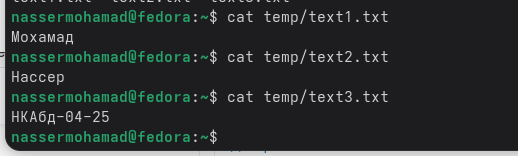 nassermohamad@fedora:~$ cat temp/text1.txt
Мохамад
nassermohamad@fedora:~$ cat temp/text2.txt
Нассер
nassermohamad@fedora:~$ cat temp/text3.txt
НКАбд-04-25
nassermohamad@fedora:~$